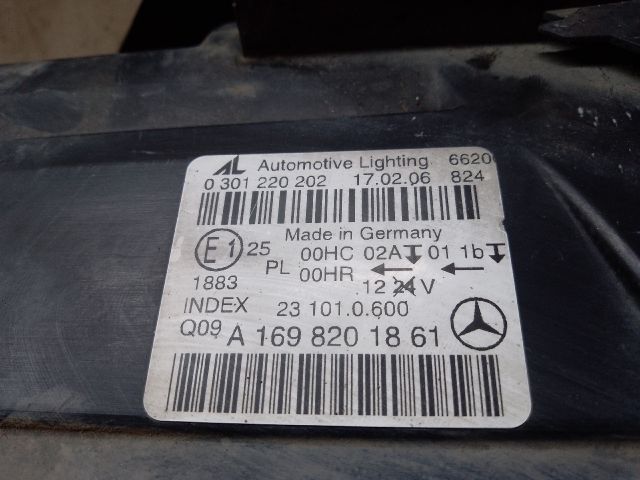 AL Automotive Lighting 6620
0 301 220 202 17.02.06 824
Made in Germany
E1 25 00HC 02A 01 1b
PL 00HR ← ←
1883 12 24 V
INDEX 23 101.0.600
Q09 A 169 820 18 61